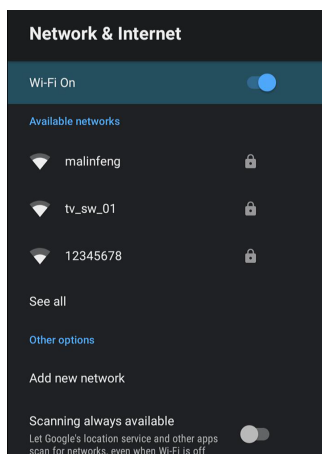 Network & Internet
Wi-Fi On
Available networks
malinfeng
tv_sw_01
12345678
See all
Other options
Add new network
Scanning always available
Let Google's location service and other apps
scan for networks, even when Wi-Fi is off